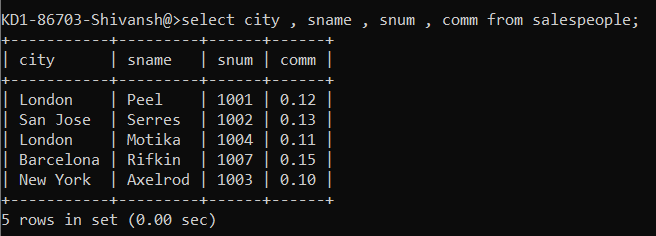 KD1-86703-Shivansh@>select city , sname , snum , comm from salespeople;
+-----------+---------+------+------+
| city      | sname   | snum | comm |
+-----------+---------+------+------+
| London    | Peel    | 1001 | 0.12 |
| San Jose  | Serres  | 1002 | 0.13 |
| London    | Motika  | 1004 | 0.11 |
| Barcelona | Rifkin  | 1007 | 0.15 |
| New York  | Axelrod | 1003 | 0.10 |
+-----------+---------+------+------+
5 rows in set (0.00 sec)